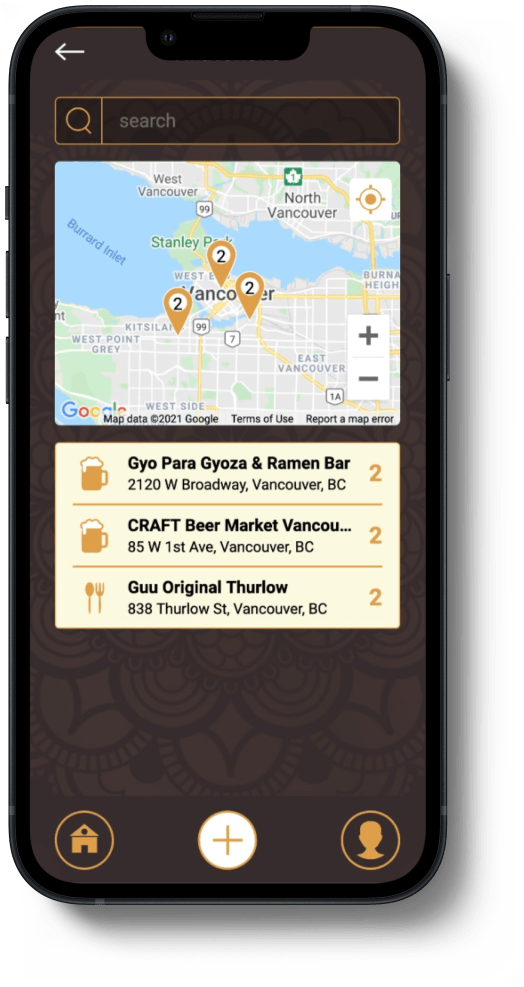 search
West
Vancouver
1
North
Vancouver
99
Burrard Inlet
Stanley Park
2
WEST E
BURNA
HEIGH
2
Vancouver
2
KITSILA
99
WEST POINT
GREY
7
EAST
VANCOUVER
1A
WEST SIDE
Google
Map data ©2021 Google Terms of Use Report a map error
Gyo Para Gyoza & Ramen Bar
2120 W Broadway, Vancouver, BC
2
CRAFT Beer Market Vancou...
85 W 1st Ave, Vancouver, BC
2
Guu Original Thurlow
838 Thurlow St, Vancouver, BC
2